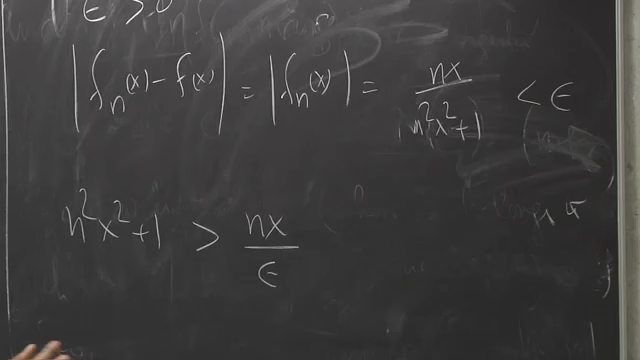 ε > 0
|fₙ(x) - f(x)| = |fₙ(x)| = nx / (n²x² + 1) < ε
n²x² + 1 > nx / ε